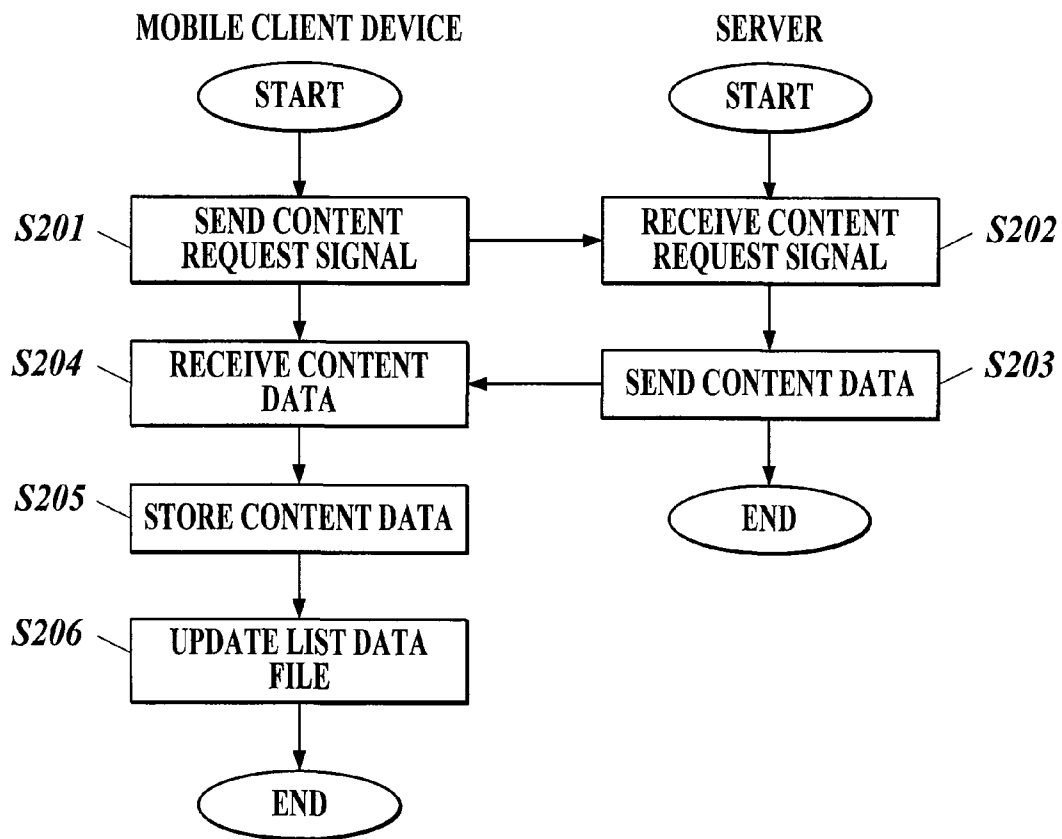 MOBILE CLIENT DEVICE
SERVER
START
START
S201
SEND CONTENT
REQUEST SIGNAL
RECEIVE CONTENT
REQUEST SIGNAL
S202
S204
RECEIVE CONTENT
DATA
SEND CONTENT DATA
S203
S205
STORE CONTENT DATA
END
S206
UPDATE LIST DATA
FILE
END